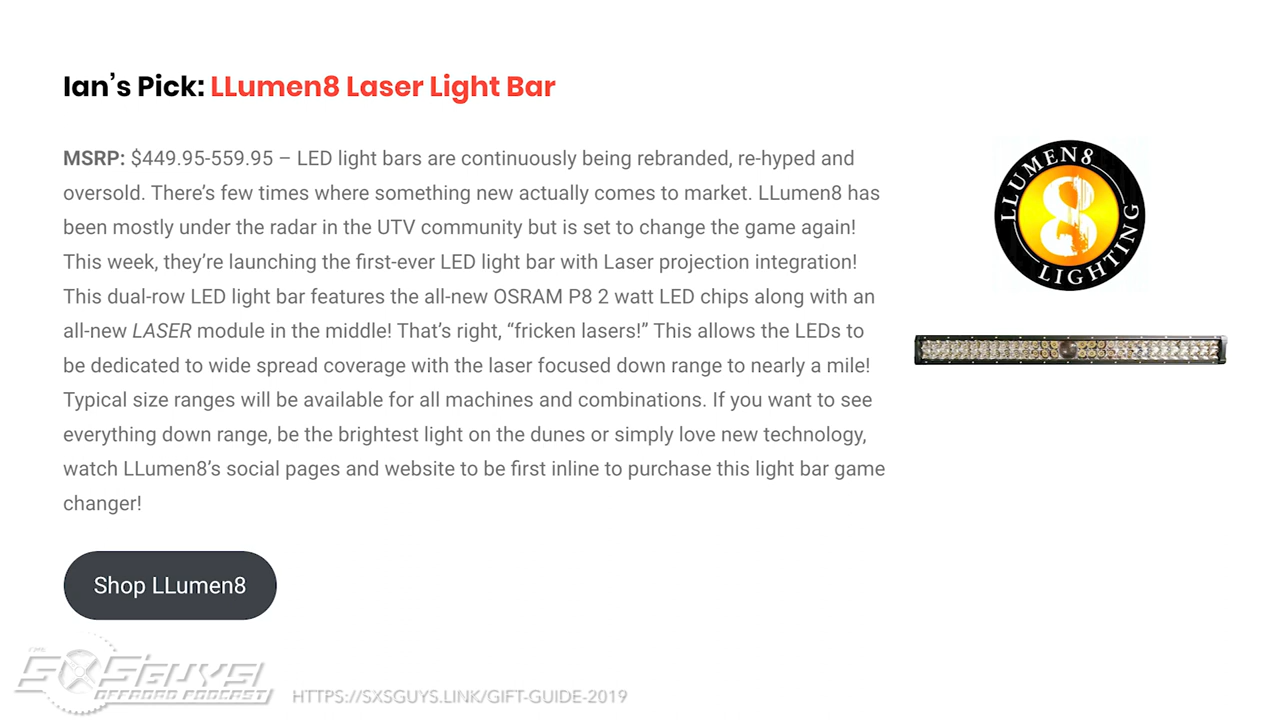 Ian’s Pick: LLumen8 Laser Light Bar
MSRP: $449.95-559.95 – LED light bars are continuously being rebranded, re-hyped and
oversold. There’s few times where something new actually comes to market. LLumen8 has
been mostly under the radar in the UTV community but is set to change the game again!
This week, they’re launching the first-ever LED light bar with Laser projection integration!
This dual-row LED light bar features the all-new OSRAM P8 2 watt LED chips along with an
all-new LASER module in the middle! That’s right, “fricken lasers!” This allows the LEDs to
be dedicated to wide spread coverage with the laser focused down range to nearly a mile!
Typical size ranges will be available for all machines and combinations. If you want to see
everything down range, be the brightest light on the dunes or simply love new technology,
watch LLumen8’s social pages and website to be first inline to purchase this light bar game
changer!
Shop LLumen8
LLUMEN8
8
LIGHTING
THE
SXSGUYS
OFFROAD PODCAST
HTTPS://SXSGUYS.LINK/GIFT-GUIDE-2019